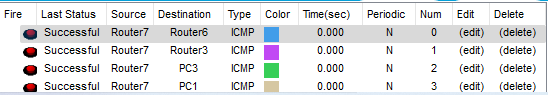 Fire Last Status Source Destination Type Color Time(sec) Periodic Num Edit Delete
Successful Router7 Router6 ICMP 0.000 N 0 (edit) (delete)
Successful Router7 Router3 ICMP 0.000 N 1 (edit) (delete)
Successful Router7 PC3 ICMP 0.000 N 2 (edit) (delete)
Successful Router7 PC1 ICMP 0.000 N 3 (edit) (delete)